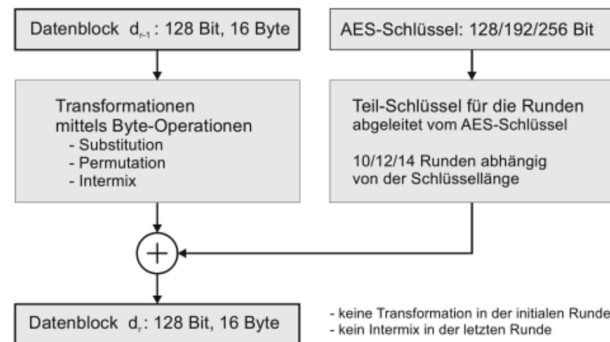 Datenblock d r-1 : 128 Bit, 16 Byte
AES-Schlüssel: 128/192/256 Bit
Transformationen
mittels Byte-Operationen
- Substitution
- Permutation
- Intermix
Teil-Schlüssel für die Runden
abgeleitet vom AES-Schlüssel
10/12/14 Runden abhängig
von der Schlüssellänge
+
Datenblock d r : 128 Bit, 16 Byte
- keine Transformation in der initialen Runde
- kein Intermix in der letzten Runde